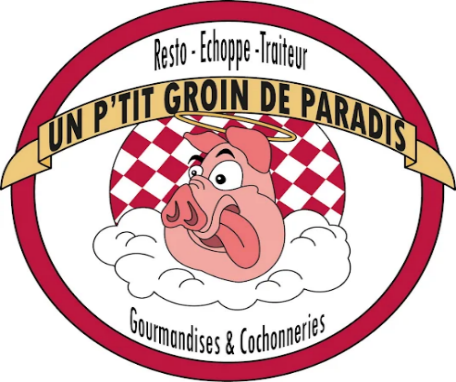 Resto - Echoppe -Traiteur
UN P'TIT GROIN DE PARADIS
Gourmandises & Cochonneries